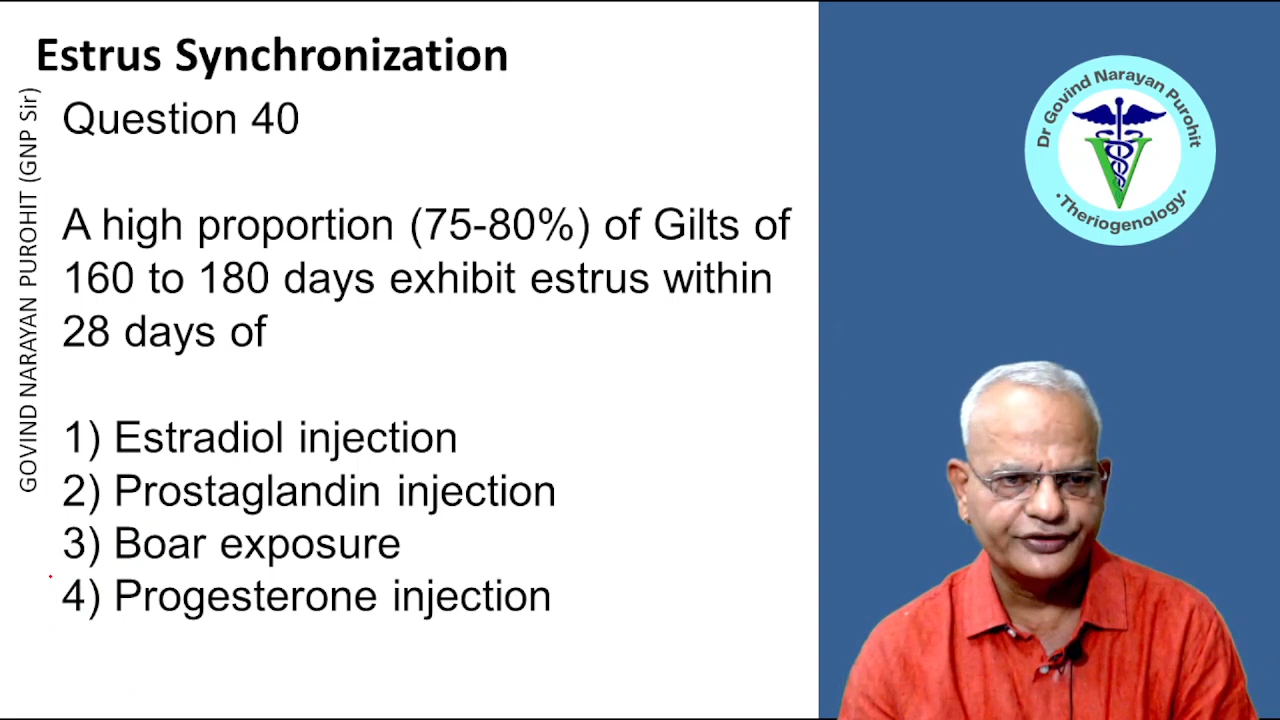 Estrus Synchronization
GOVIND NARAYAN PUROHIT (GNP Sir)
Question 40
A high proportion (75-80%) of Gilts of
160 to 180 days exhibit estrus within
28 days of
1) Estradiol injection
2) Prostaglandin injection
3) Boar exposure
4) Progesterone injection
Dr Govind Narayan Purohit
V
•Theriogenology•